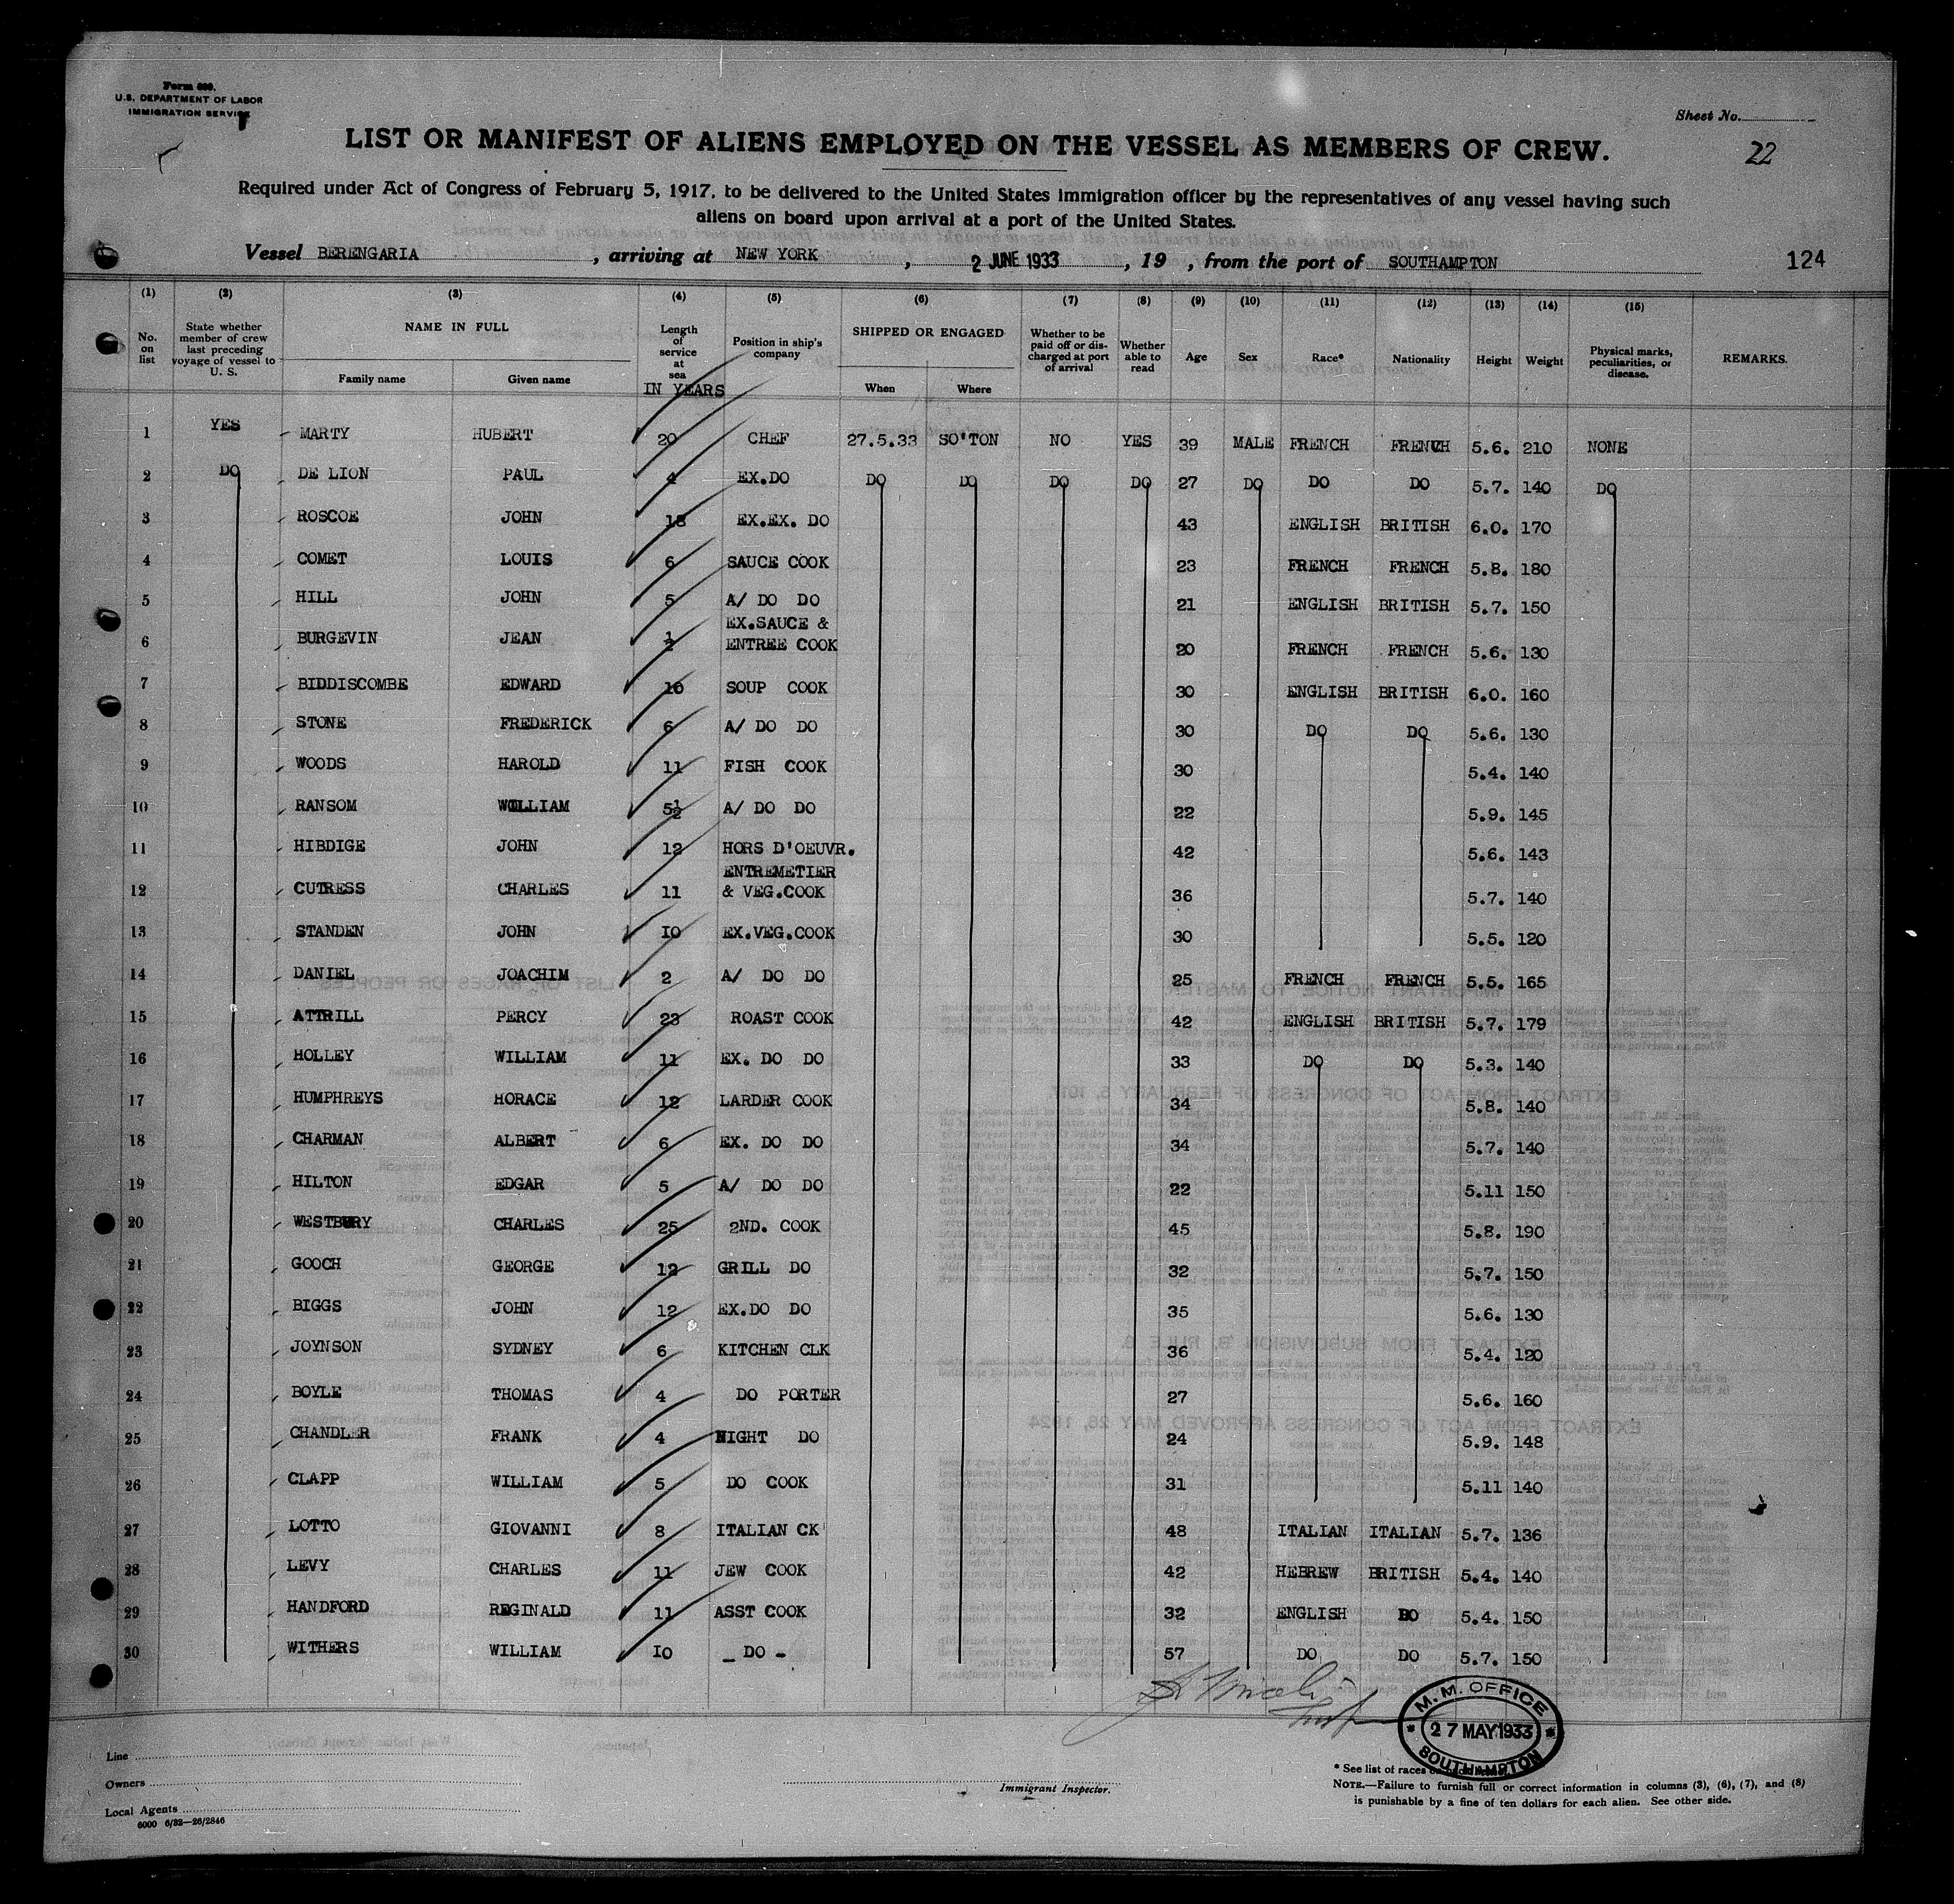 Form 689.
U.S. DEPARTMENT OF LABOR
IMMIGRATION SERVICE
Sheet No.
LIST OR MANIFEST OF ALIENS EMPLOYED ON THE VESSEL AS MEMBERS OF CREW.
22
Required under Act of Congress of February 5, 1917, to be delivered to the United States immigration officer by the representatives of any vessel having such
aliens on board upon arrival at a port of the United States.
Vessel BERENGARIA, arriving at NEW YORK, 2 JUNE 1933, 19 , from the port of SOUTHAMPTON 124
(1) (2) (3) (4) (5) (6) (7) (8) (9) (10) (11) (12) (13) (14) (15)
No. on list State whether member of crew last preceding voyage of vessel to U. S. NAME IN FULL Family name Given name Length of service at sea IN YEARS Position in ship's company SHIPPED OR ENGAGED When Where Whether to be paid off or discharged at port of arrival Whether able to read Age Sex Race* Nationality Height Weight Physical marks, peculiarities, or disease. REMARKS.
1 YES MARTY HUBERT 20 CHEF 27.5.33 SO'TON NO YES 39 MALE FRENCH FRENCH 5.6. 210 NONE
2 DO DE LION PAUL 4 EX.DO DO DO DO DO 27 DO DO DO 5.7. 140 DO
3 ROSCOE JOHN 18 EX.EX. DO 43 ENGLISH BRITISH 6.0. 170
4 COMET LOUIS 6 SAUCE COOK 23 FRENCH FRENCH 5.8. 180
5 HILL JOHN 5 A/ DO DO 21 ENGLISH BRITISH 5.7. 150
6 BURGEVIN JEAN ½ EX.SAUCE & ENTREE COOK 20 FRENCH FRENCH 5.6. 130
7 BIDDISCOMBE EDWARD 10 SOUP COOK 30 ENGLISH BRITISH 6.0. 160
8 STONE FREDERICK 6 A/ DO DO 30 DO DO 5.6. 130
9 WOODS HAROLD 11 FISH COOK 30 5.4. 140
10 RANSOM WILLIAM 5½ A/ DO DO 22 5.9. 145
11 HIBDIGE JOHN 12 HORS D'OEUVR. 42 5.6. 143
12 CUTRESS CHARLES 11 ENTREMETIER & VEG.COOK 36 5.7. 140
13 STANDEN JOHN IO EX.VEG.COOK 30 5.5. 120
14 DANIEL JOACHIM 2 A/ DO DO 25 FRENCH FRENCH 5.5. 165
15 ATTRILL PERCY 23 ROAST COOK 42 ENGLISH BRITISH 5.7. 179
16 HOLLEY WILLIAM 11 EX. DO DO 33 DO DO 5.3. 140
17 HUMPHREYS HORACE 12 LARDER COOK 34 5.8. 140
18 CHARMAN ALBERT 6 EX. DO DO 34 5.7. 140
19 HILTON EDGAR 5 A/ DO DO 22 5.11 150
20 WESTBURY CHARLES 25 2ND. COOK 45 5.8. 190
21 GOOCH GEORGE 12 GRILL DO 32 5.7. 150
22 BIGGS JOHN 12 EX.DO DO 35 5.6. 130
23 JOYNSON SYDNEY 6 KITCHEN CLK 36 5.4. 120
24 BOYLE THOMAS 4 DO PORTER 27 5.6. 160
25 CHANDLER FRANK 4 NIGHT DO 24 5.9. 148
26 CLAPP WILLIAM 5 DO COOK 31 5.11 140
27 LOTTO GIOVANNI 8 ITALIAN CK 48 ITALIAN ITALIAN 5.7. 136
28 LEVY CHARLES 11 JEW COOK 42 HEBREW BRITISH 5.4. 140
29 HANDFORD REGINALD 11 ASST COOK 32 ENGLISH DO 5.4. 150
30 WITHERS WILLIAM IO _ DO - 57 DO DO 5.7. 150
M. M. OFFICE
27 MAY 1933
SOUTHAMPTON
Line
Owners
Local Agents
6000 6/32—26/2846
Immigrant Inspector.
* See list of races
NOTE.—Failure to furnish full or correct information in columns (3), (6), (7), and (8)
is punishable by a fine of ten dollars for each alien. See other side.